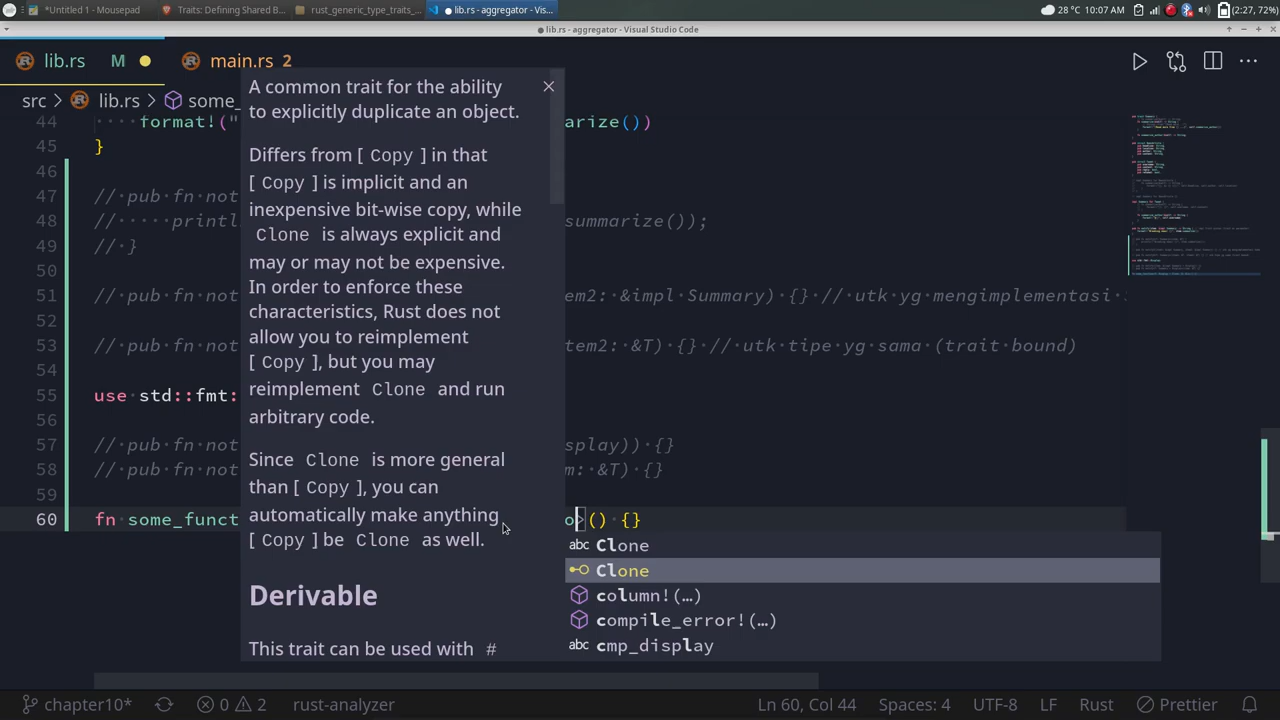 *Untitled 1 - Mousepad
Traits: Defining Shared B...
rust_generic_type_traits_...
● lib.rs - aggregator - Vis...
28 °C 10:07 AM
(2:27, 72%)
● lib.rs - aggregator - Visual Studio Code
lib.rs M ●
main.rs 2
src > lib.rs > some_
44 ····format!(" arize())
45 }
46
47 //·pub·fn·not
48 //·····println summarize());
49 //·}
50
51 //·pub·fn·not tem2:·&impl·Summary)·{}·//·utk·yg·mengimplementasi·S
52
53 //·pub·fn·not tem2:·&T)·{}·//·utk·tipe·yg·sama·(trait·bound)
54
55 use·std::fmt:
56
57 //·pub·fn·not splay))·{}
58 //·pub·fn·not m:·&T)·{}
59
60 fn·some_funct o>()·{}
A common trait for the ability
to explicitly duplicate an object.
Differs from [ Copy ] in that
[ Copy ] is implicit and an
inexpensive bit-wise copy, while
Clone is always explicit and
may or may not be expensive.
In order to enforce these
characteristics, Rust does not
allow you to reimplement
[ Copy ], but you may
reimplement Clone and run
arbitrary code.
Since Clone is more general
than [ Copy ], you can
automatically make anything
[ Copy ] be Clone as well.
Derivable
This trait can be used with #
abc Clone
Clone
column!(…)
compile_error!(…)
abc cmp_display
chapter10*
0 2
rust-analyzer
Ln 60, Col 44
Spaces: 4
UTF-8
LF
Rust
Prettier